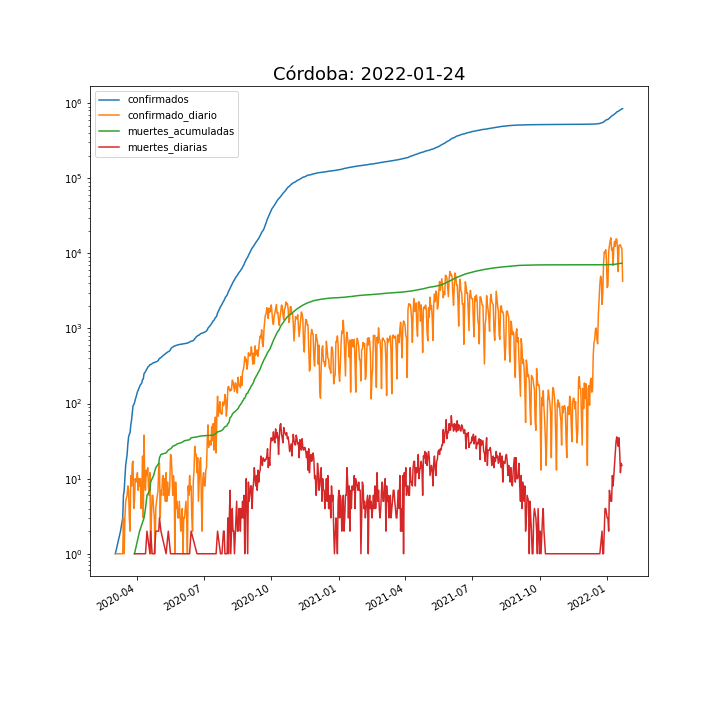 Córdoba: 2022-01-24
confirmados
confirmado_diario
muertes_acumuladas
muertes_diarias
10⁶
10⁵
10⁴
10³
10²
10¹
10⁰
2020-04 2020-07 2020-10 2021-01 2021-04 2021-07 2021-10 2022-01